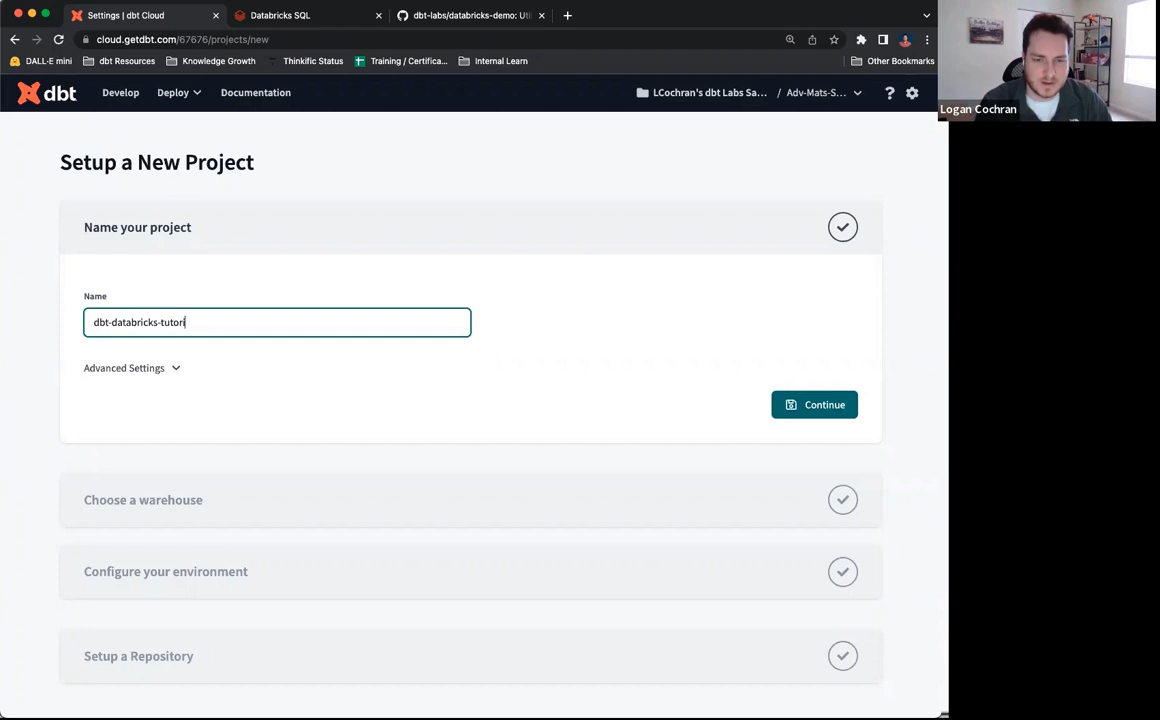 Settings | dbt Cloud
Databricks SQL
dbt-labs/databricks-demo: Uti
cloud.getdbt.com/67676/projects/new
DALL-E mini
dbt Resources
Knowledge Growth
Thinkific Status
Training / Certifica...
Internal Learn
Other Bookmarks
dbt
Develop
Deploy
Documentation
LCochran's dbt Labs Sa... / Adv-Mats-S...
?
Logan Cochran
Setup a New Project
Name your project
Name
dbt-databricks-tutori
Advanced Settings
Continue
Choose a warehouse
Configure your environment
Setup a Repository